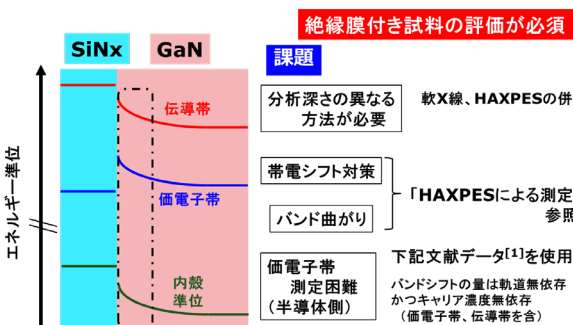 絶縁膜付き試料の評価が必須
SiNx
GaN
課題
分析深さの異なる
方法が必要
軟X線、HAXPESの併
伝導帯
帯電シフト対策
価電子帯
「HAXPESによる測定
参照
バンド曲がり
エネルギー準位
価電子帯
測定困難
（半導体側）
下記文献データ[1]を使用
内殻
準位
バンドシフトの量は軌道無依存
かつキャリア濃度無依存
（価電子帯、伝導帯を含）